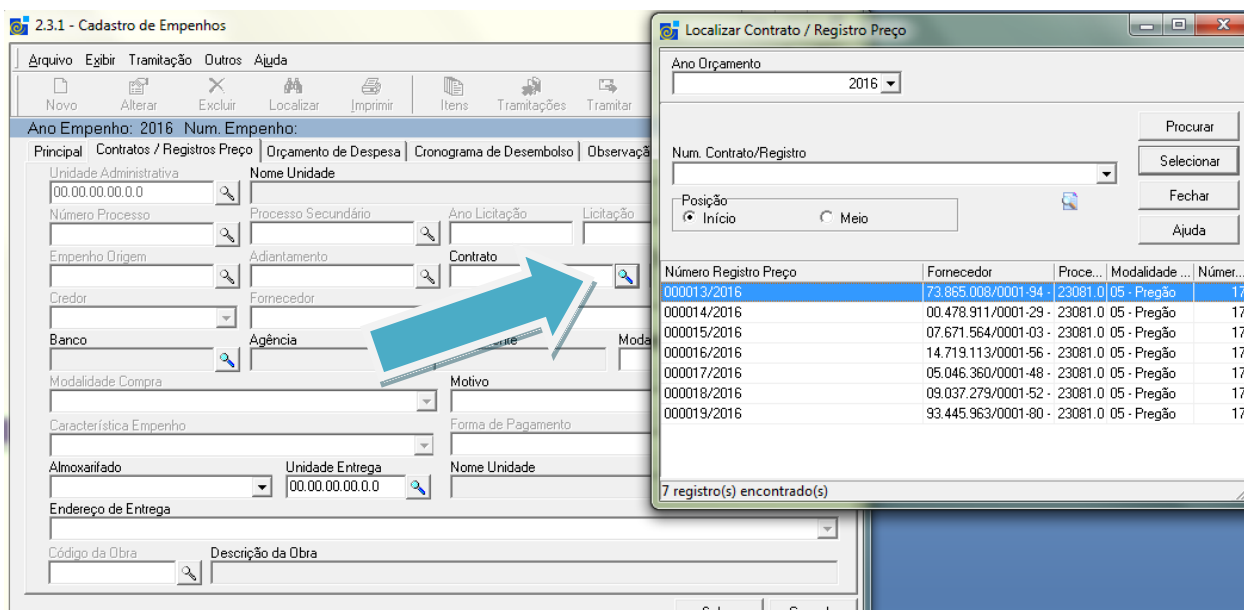 2.3.1 - Cadastro de Empenhos
Arquivo Exibir Tramitação Outros Ajuda
Novo Alterar Excluir Localizar Imprimir Itens Tramitações Tramitar
Ano Empenho: 2016 Num. Empenho:
Principal Contratos / Registros Preço Orçamento de Despesa Cronograma de Desembolso Observaçã
Unidade Administrativa Nome Unidade
00.00.00.00.0.0
Número Processo Processo Secundário Ano Licitação Licitação
Empenho Origem Adiantamento Contrato
Credor Fornecedor
Banco Agência Moda
Modalidade Compra Motivo
Característica Empenho Forma de Pagamento
Almoxarifado Unidade Entrega Nome Unidade
00.00.00.00.0.0
Endereço de Entrega
Código da Obra Descrição da Obra
Localizar Contrato / Registro Preço
Ano Orçamento
2016
Procurar
Num. Contrato/Registro
Selecionar
Posição
Início Meio
Fechar
Ajuda
Número Registro Preço Fornecedor Proce... Modalidade ... Númer...
000013/2016 73.865.008/0001-94 - 23081.0 05 - Pregão 17
000014/2016 00.478.911/0001-29 - 23081.0 05 - Pregão 17
000015/2016 07.671.564/0001-03 - 23081.0 05 - Pregão 17
000016/2016 14.719.113/0001-56 - 23081.0 05 - Pregão 17
000017/2016 05.046.360/0001-48 - 23081.0 05 - Pregão 17
000018/2016 09.037.279/0001-52 - 23081.0 05 - Pregão 17
000019/2016 93.445.963/0001-80 - 23081.0 05 - Pregão 17
7 registro(s) encontrado(s)